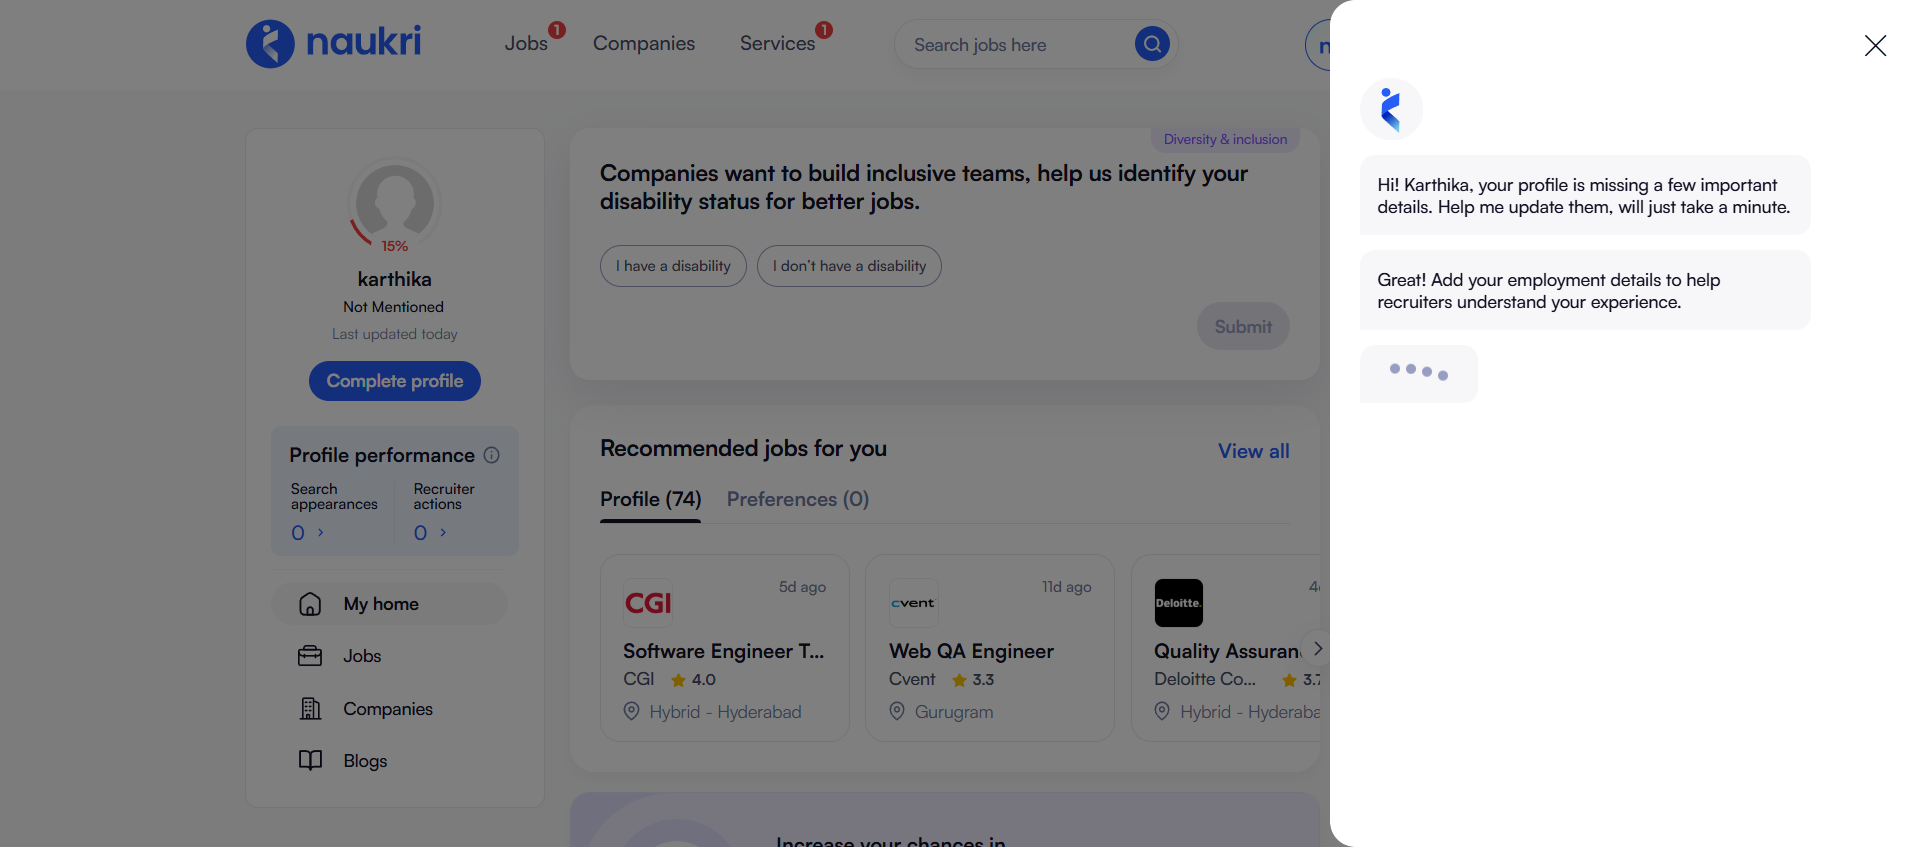 naukri
Jobs
1
Companies
Services
1
Search jobs here
n
15%
karthika
Not Mentioned
Last updated today
Complete profile
Profile performance
Search
appearances
0
Recruiter
actions
0
My home
Jobs
Companies
Blogs
Diversity & inclusion
Companies want to build inclusive teams, help us identify your
disability status for better jobs.
I have a disability
I don't have a disability
Submit
Recommended jobs for you
View all
Profile (74)
Preferences (0)
CGI
5d ago
Software Engineer T...
CGI 4.0
Hybrid - Hyderabad
cvent
11d ago
Web QA Engineer
Cvent 3.3
Gurugram
Deloitte.
Quality Assuran
Deloitte Co... 3.7
Hybrid - Hyderaba
Increase your chances in
Hi! Karthika, your profile is missing a few important
details. Help me update them, will just take a minute.
Great! Add your employment details to help
recruiters understand your experience.